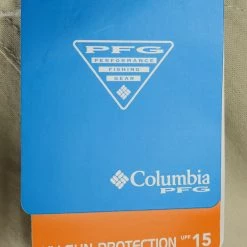 PFG
PERFORMANCE
FISHING
GEAR
Columbia
PFG
SUN PROTECTION UPF 15